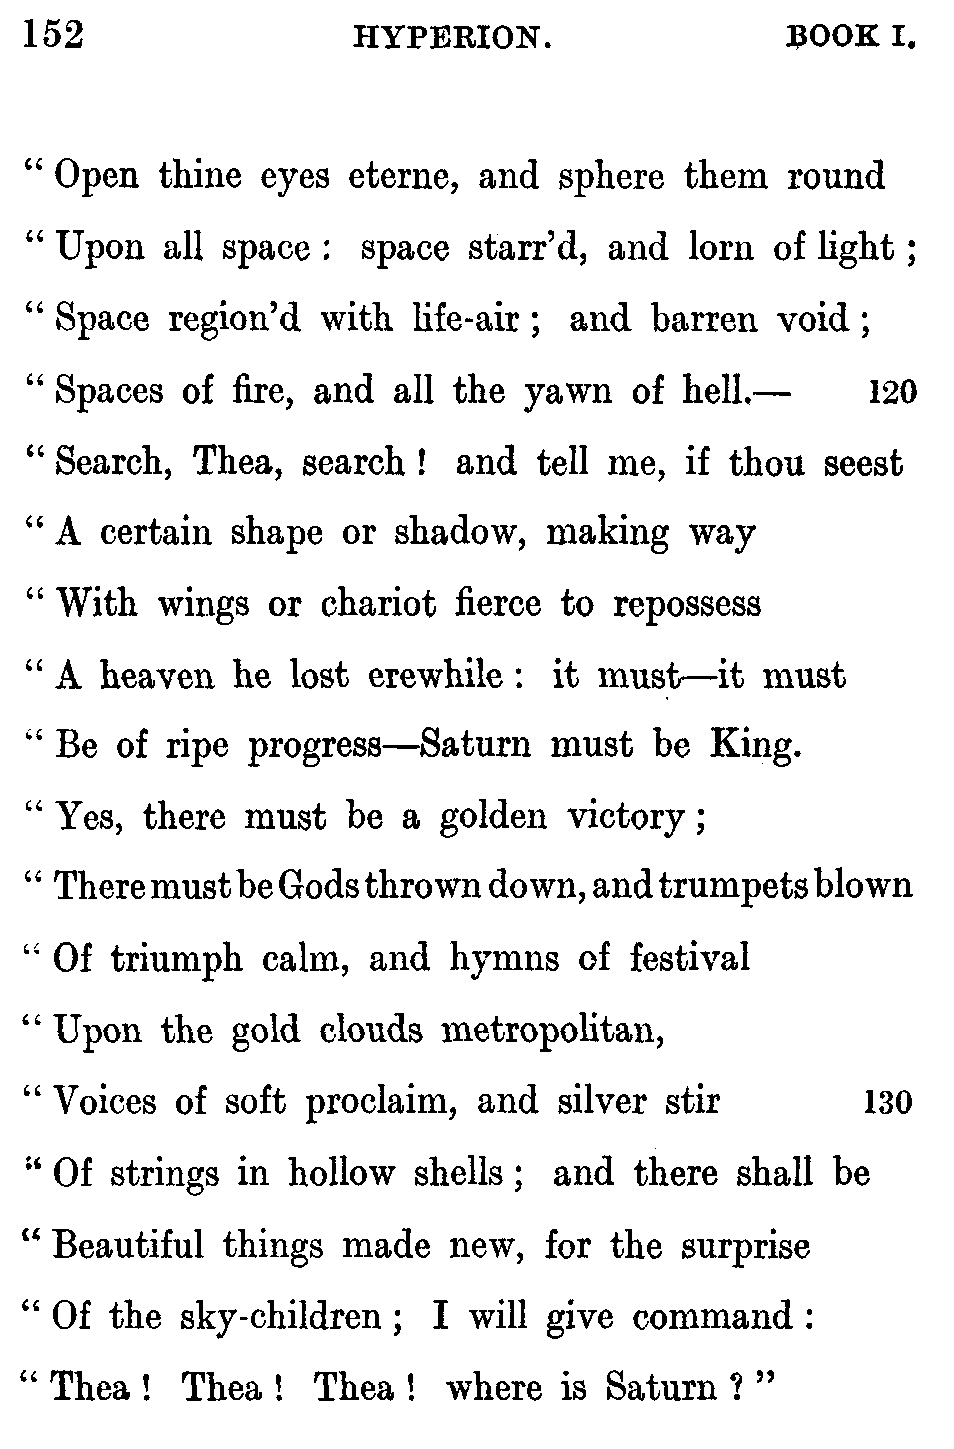 152 HYPERION. BOOK I.
“ Open thine eyes eterne, and sphere them round
“ Upon all space : space starr’d, and lorn of light ;
“ Space region’d with life-air ; and barren void ;
“ Spaces of fire, and all the yawn of hell.— 120
“ Search, Thea, search ! and tell me, if thou seest
“ A certain shape or shadow, making way
“ With wings or chariot fierce to repossess
“ A heaven he lost erewhile : it must—it must
“ Be of ripe progress—Saturn must be King.
“ Yes, there must be a golden victory ;
“ There must be Gods thrown down, and trumpets blown
“ Of triumph calm, and hymns of festival
“ Upon the gold clouds metropolitan,
“ Voices of soft proclaim, and silver stir 130
“ Of strings in hollow shells ; and there shall be
“ Beautiful things made new, for the surprise
“ Of the sky-children ; I will give command :
“ Thea ! Thea ! Thea ! where is Saturn ? ”